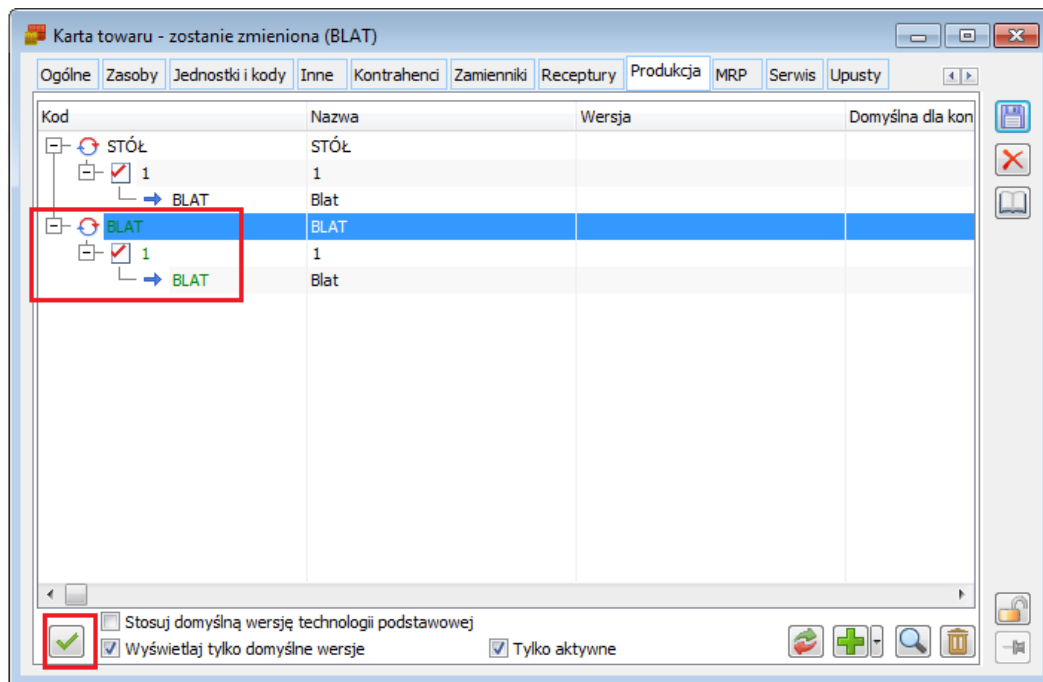 Karta towaru - zostanie zmieniona (BLAT)
Ogólne Zasoby Jednostki i kody Inne Kontrahenci Zamienniki Receptury Produkcja MRP Serwis Upusty
Kod Nazwa Wersja Domyślna dla kon
STÓŁ STÓŁ
1 1
BLAT Blat
BLAT BLAT
1 1
BLAT Blat
Stosuj domyślną wersję technologii podstawowej
Wyświetlaj tylko domyślne wersje Tylko aktywne